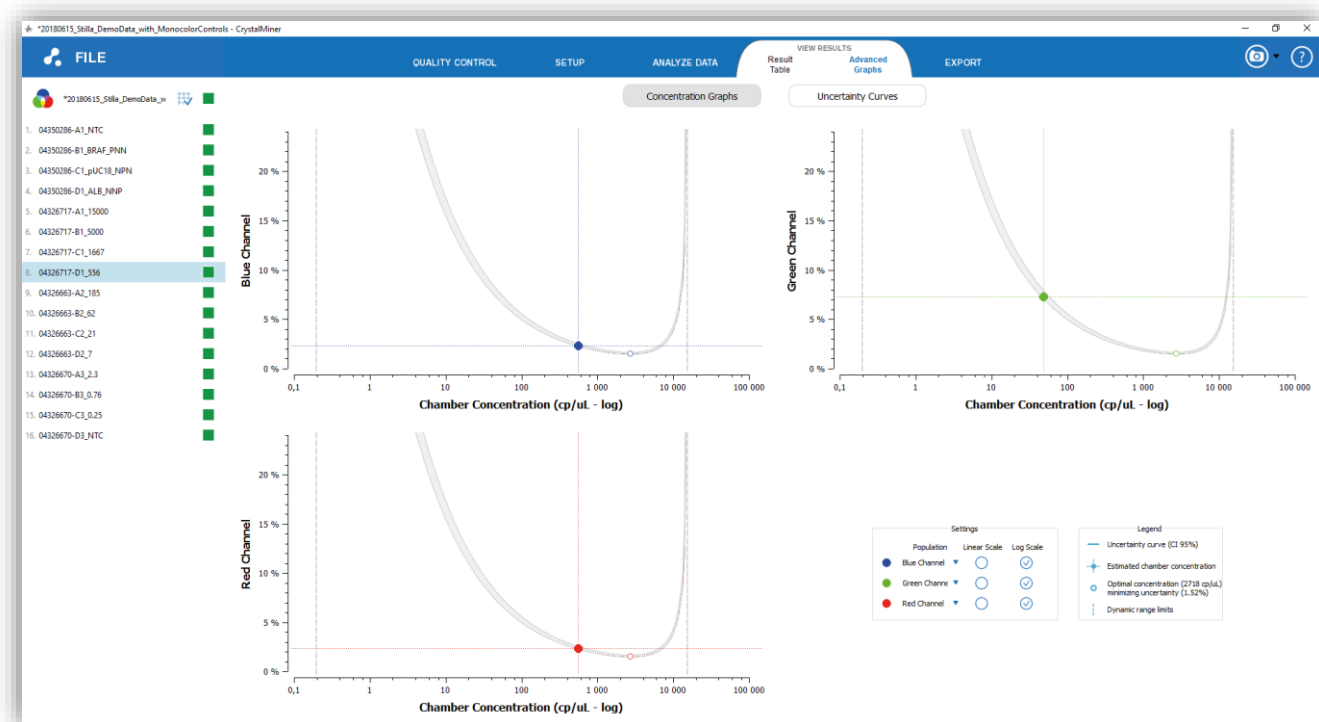 *20180615_Stilla_DemoData_with_MonocolorControls - CrystalMiner
FILE
QUALITY CONTROL
SETUP
ANALYZE DATA
VIEW RESULTS
Result
Table
Advanced
Graphs
EXPORT
?
*20180615_Stilla_DemoData_w
Concentration Graphs
Uncertainty Curves
1. 04350286-A1_NTC
2. 04350286-B1_BRAF_PNN
3. 04350286-C1_pUC18_NPN
4. 04350286-D1_ALB_NNP
5. 04326717-A1_15000
6. 04326717-B1_5000
7. 04326717-C1_1667
8. 04326717-D1_556
9. 04326663-A2_185
10. 04326663-B2_62
11. 04326663-C2_21
12. 04326663-D2_7
13. 04326670-A3_2.3
14. 04326670-B3_0.76
15. 04326670-C3_0.25
16. 04326670-D3_NTC
Blue Channel
20 %
15 %
10 %
5 %
0 %
0,1 1 10 100 1 000 10 000 100 000
Chamber Concentration (cp/uL - log)
Green Channel
20 %
15 %
10 %
5 %
0 %
0,1 1 10 100 1 000 10 000 100 000
Chamber Concentration (cp/uL - log)
Red Channel
20 %
15 %
10 %
5 %
0 %
0,1 1 10 100 1 000 10 000 100 000
Chamber Concentration (cp/uL - log)
Settings
Population Linear Scale Log Scale
Blue Channel
Green Channe
Red Channel
Legend
Uncertainty curve (CI 95%)
Estimated chamber concentration
Optimal concentration (2718 cp/uL)
minimizing uncertainty (1.52%)
Dynamic range limits